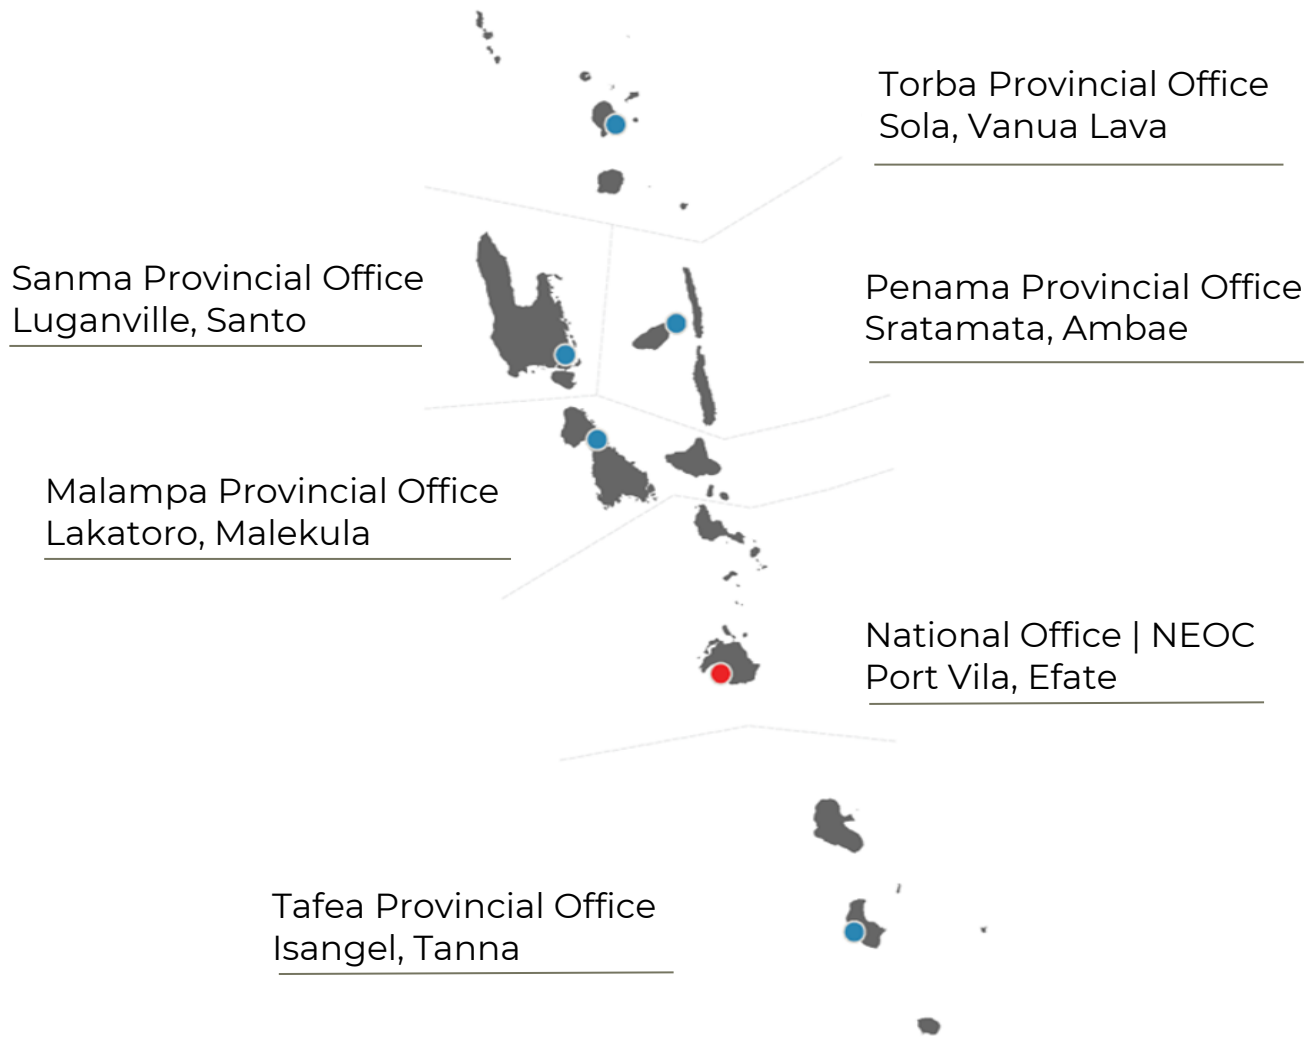 Torba Provincial Office
Sola, Vanua Lava
Sanma Provincial Office
Luganville, Santo
Penama Provincial Office
Sratamata, Ambae
Malampa Provincial Office
Lakatoro, Malekula
National Office | NEOC
Port Vila, Efate
Tafea Provincial Office
Isangel, Tanna